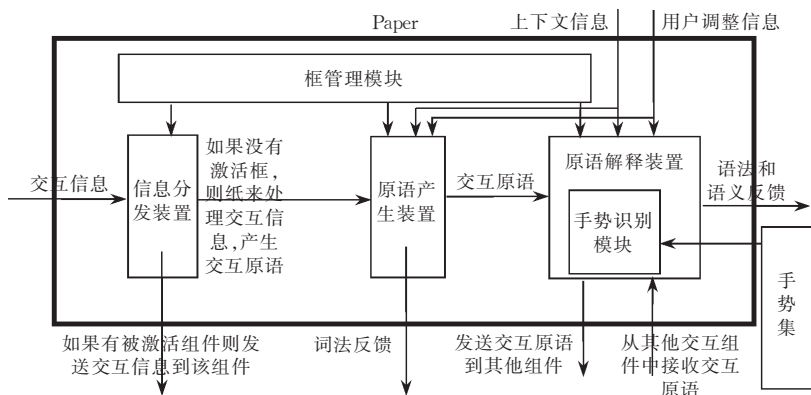 Paper
上下文信息
用户调整信息
框管理模块
交互信息
信息分
发装置
如果没有
激活框,
则纸来处
理交互信
息,产生
交互原语
原语产
生装置
交互原语
原语解释装置
手势识别
模块
语法和
语义反馈
手
势
集
如果有被激活组件则发
送交互信息到该组件
词法反馈
发送交互原语
到其他组件
从其他交互组
件中接收交互
原语